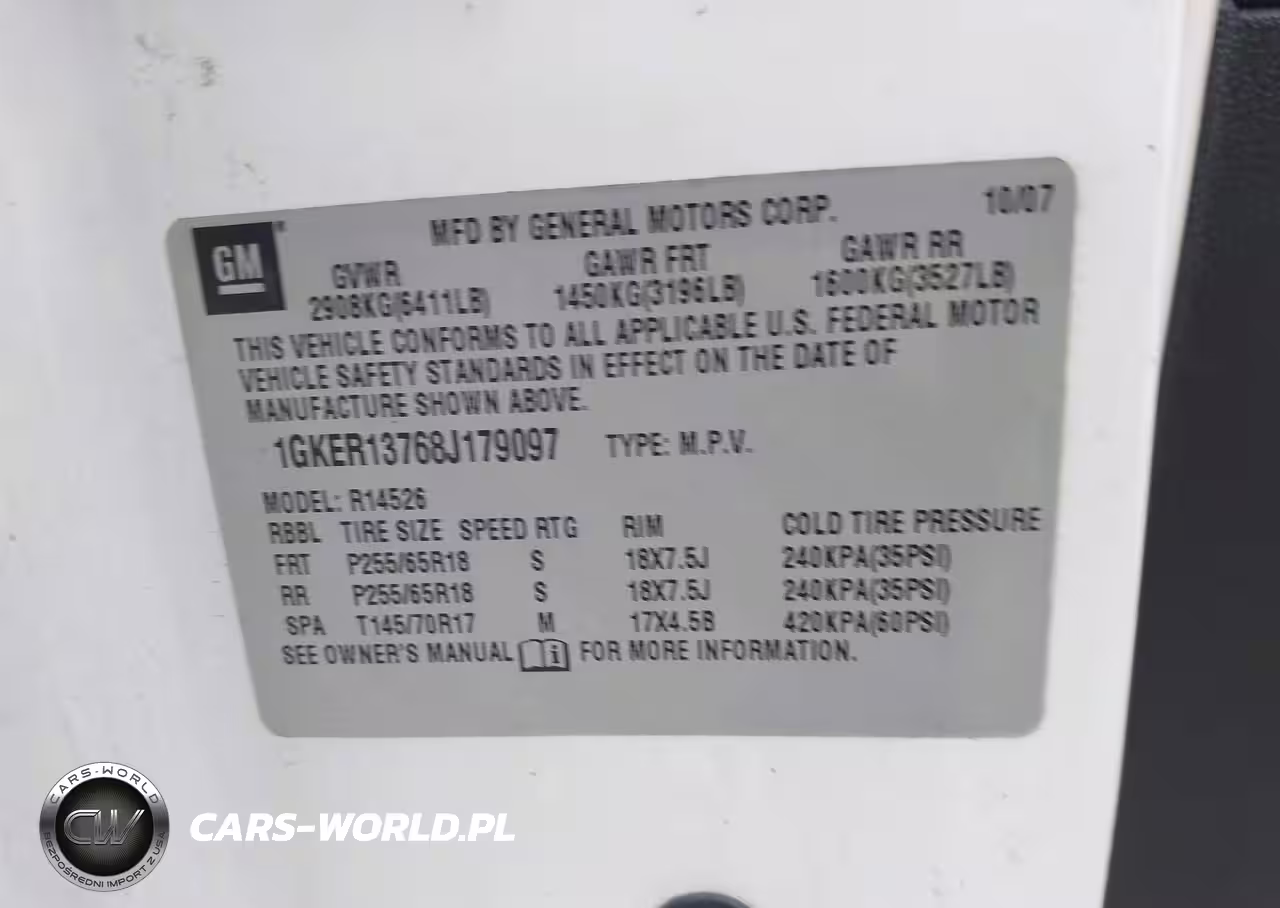 GM
MFD BY GENERAL MOTORS CORP. 10/07
GVWR GAWR FRT GAWR RR
2908KG(6411LB) 1450KG(3196LB) 1600KG(3527LB)
THIS VEHICLE CONFORMS TO ALL APPLICABLE U.S. FEDERAL MOTOR
VEHICLE SAFETY STANDARDS IN EFFECT ON THE DATE OF
MANUFACTURE SHOWN ABOVE.
1GKER13768J179097 TYPE: M.P.V.
MODEL: R14526
RBBL TIRE SIZE SPEED RTG RIM COLD TIRE PRESSURE
FRT P255/65R18 S 18X7.5J 240KPA(35PSI)
RR P255/65R18 S 18X7.5J 240KPA(35PSI)
SPA T145/70R17 M 17X4.5B 420KPA(60PSI)
SEE OWNER'S MANUAL FOR MORE INFORMATION.
CARS-WORLD
CW
BEZPOŚREDNI IMPORT Z USA
CARS-WORLD.PL